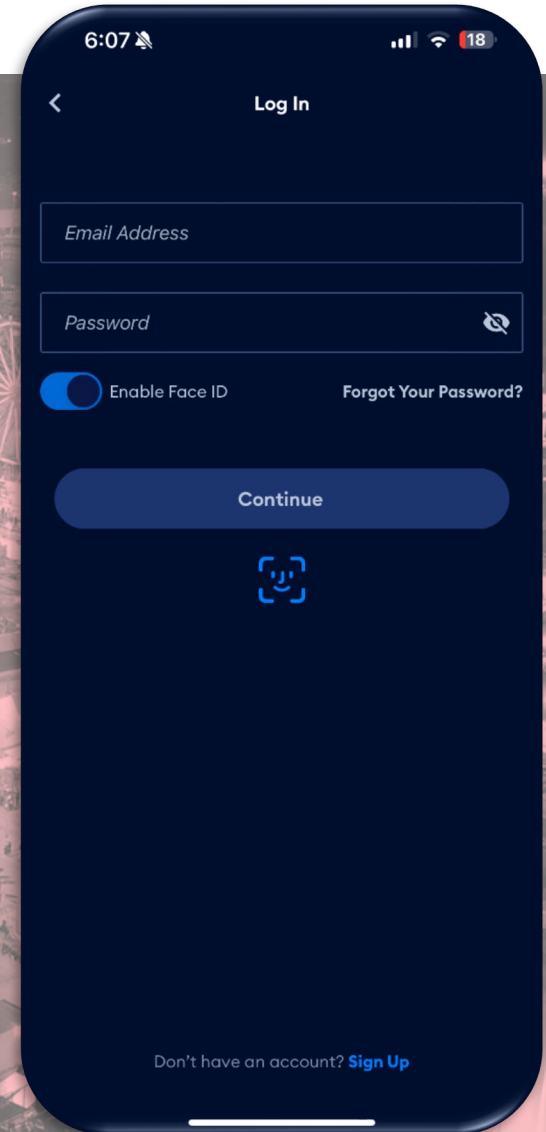 6:07
18
Log In
Email Address
Password
Enable Face ID
Forgot Your Password?
Continue
Don't have an account? Sign Up